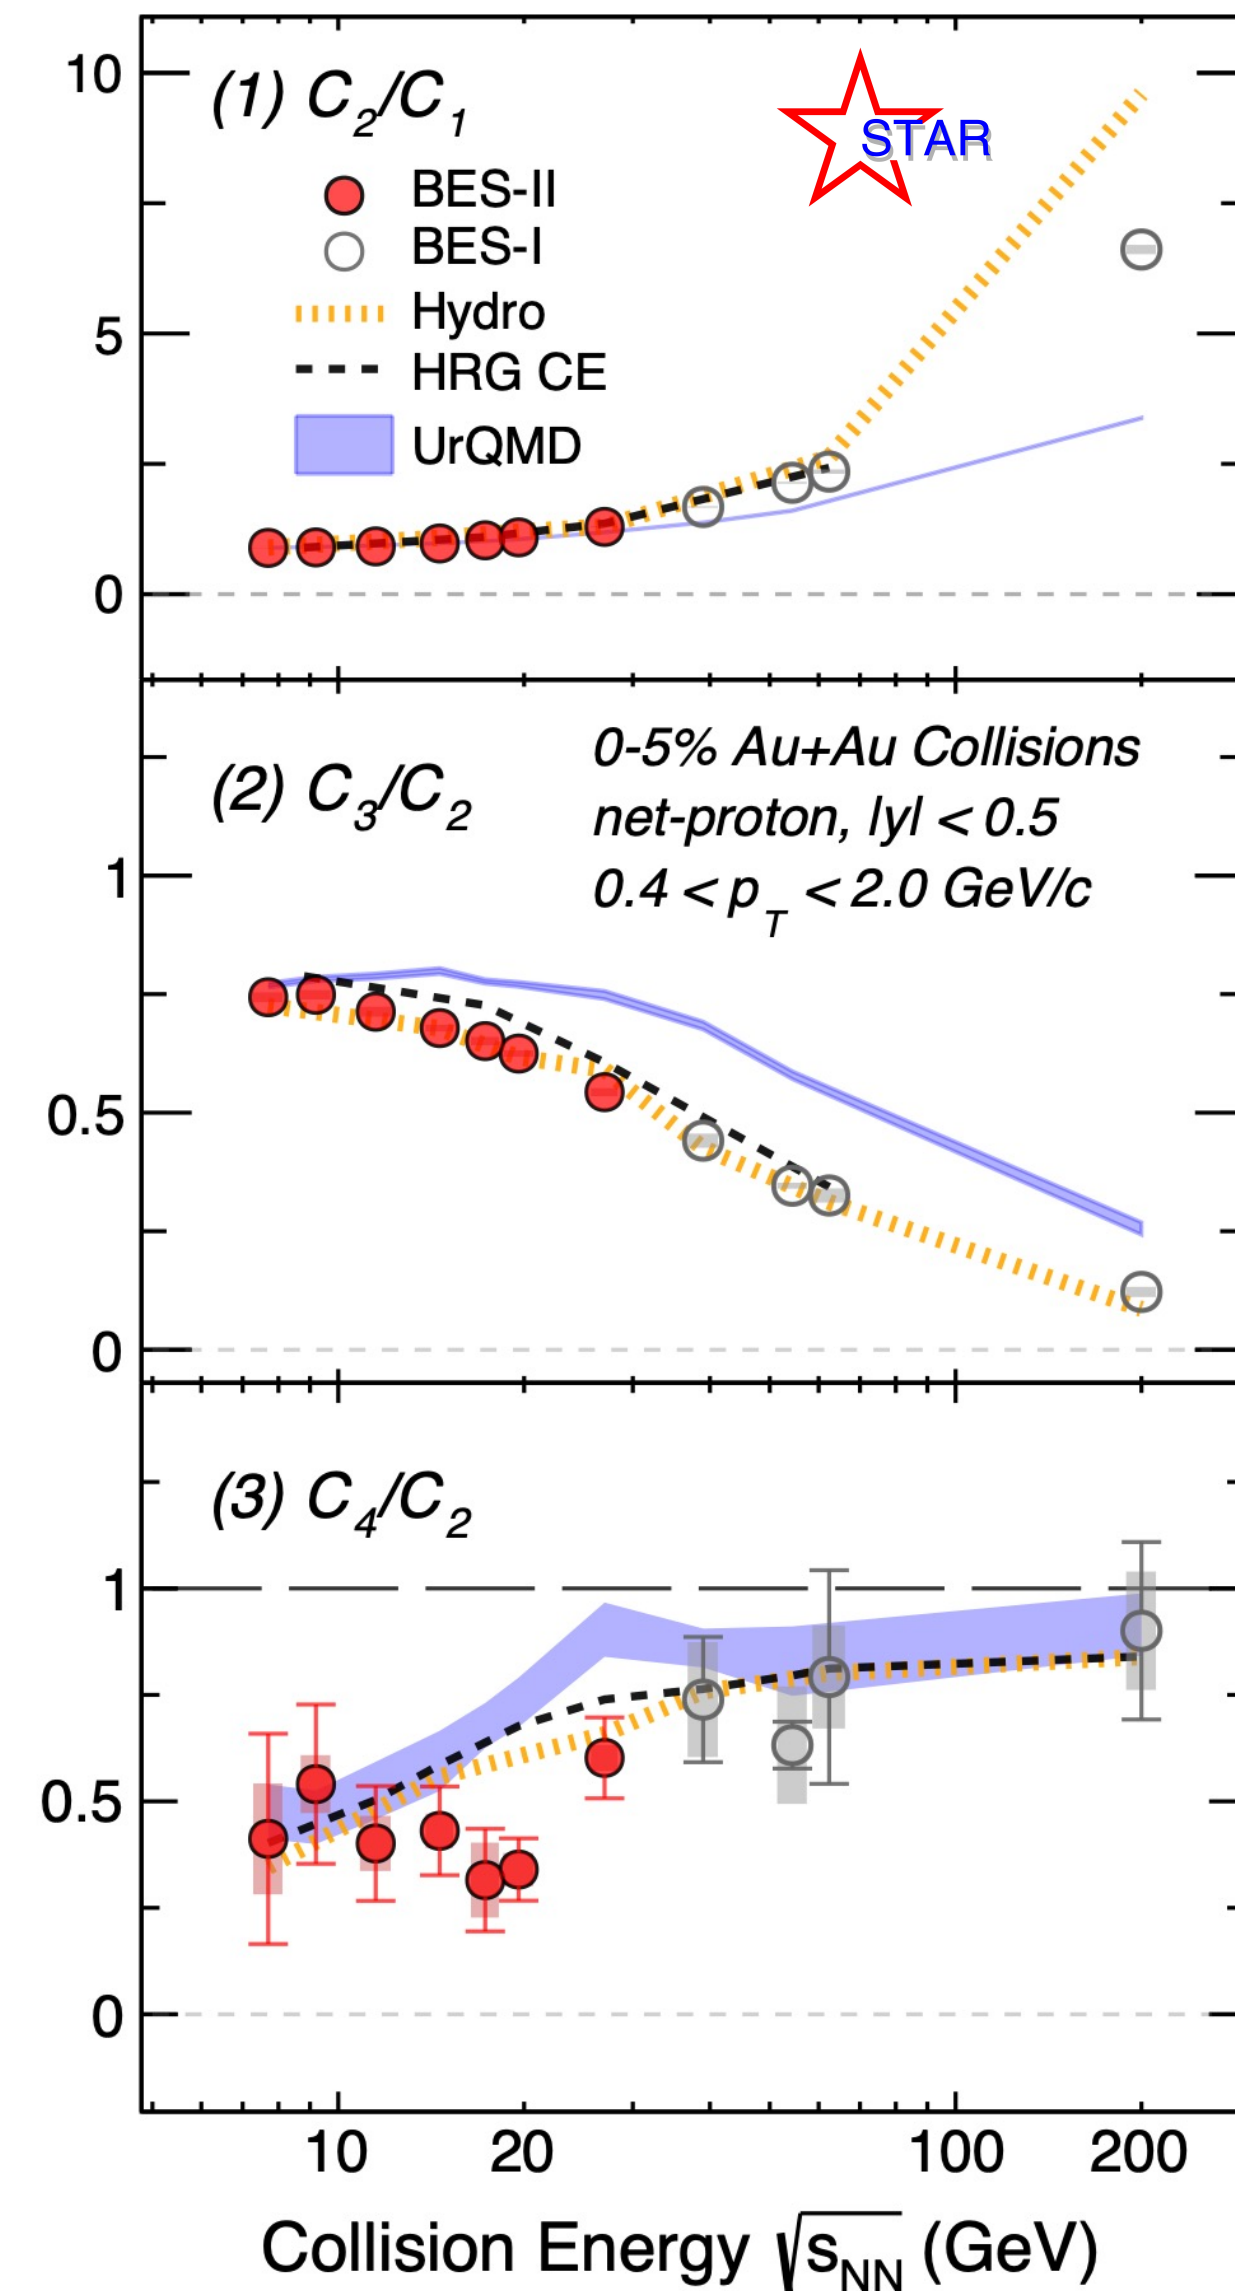 10
(1) C2/C1
STAR
BES-II
BES-I
Hydro
5
HRG CE
UrQMD
0
0-5% Au+Au Collisions
(2) C3/C2
net-proton, lyl < 0.5
1
0.4 < pT < 2.0 GeV/c
0.5
0
(3) C4/C2
1
0.5
0
10 20 100 200
Collision Energy √sNN (GeV)